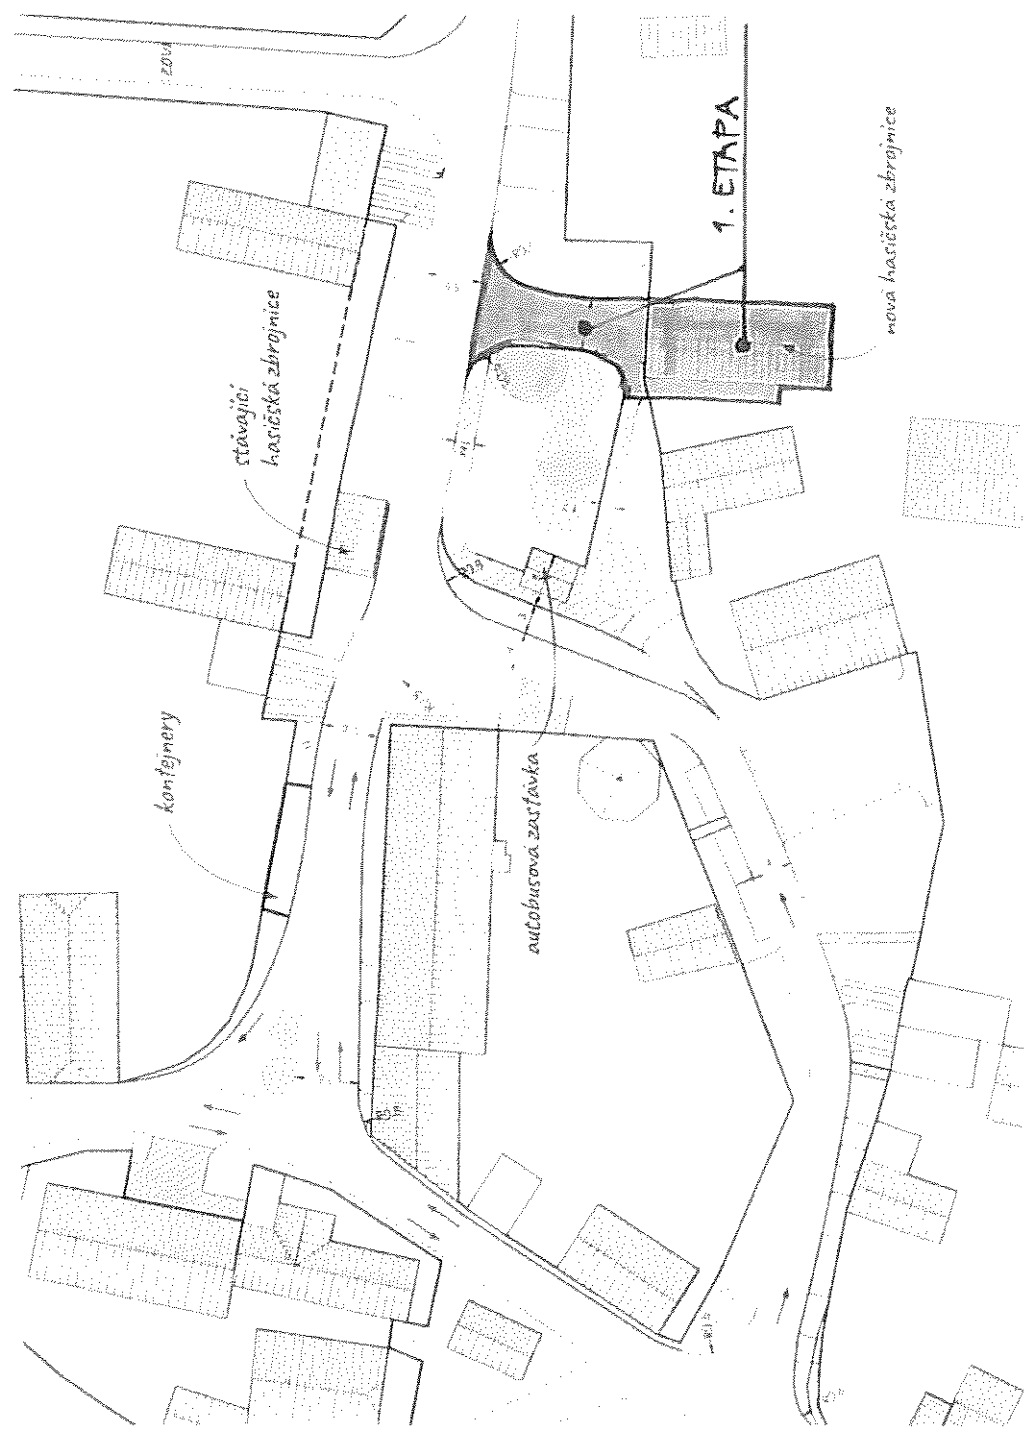 1. ETAPA
nová hasičská zbrojnice
stávající
hasičská zbrojnice
kontejnery
autobusová zastávka